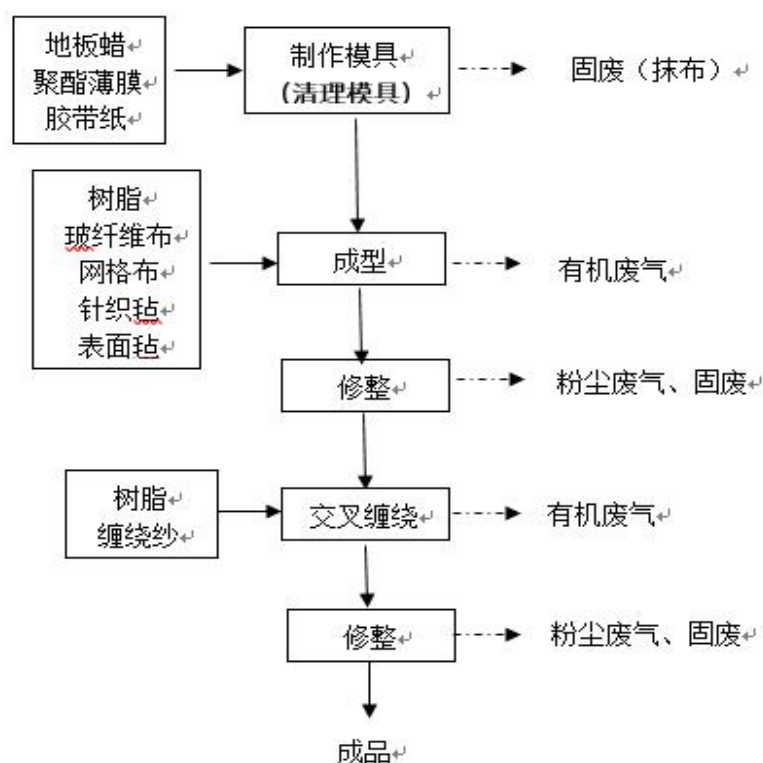 地板蜡
聚酯薄膜
胶带纸
制作模具
（清理模具）
固废（抹布）
树脂
玻纤维布
网格布
针织毡
表面毡
成型
有机废气
修整
粉尘废气、固废
树脂
缠绕纱
交叉缠绕
有机废气
修整
粉尘废气、固废
成品